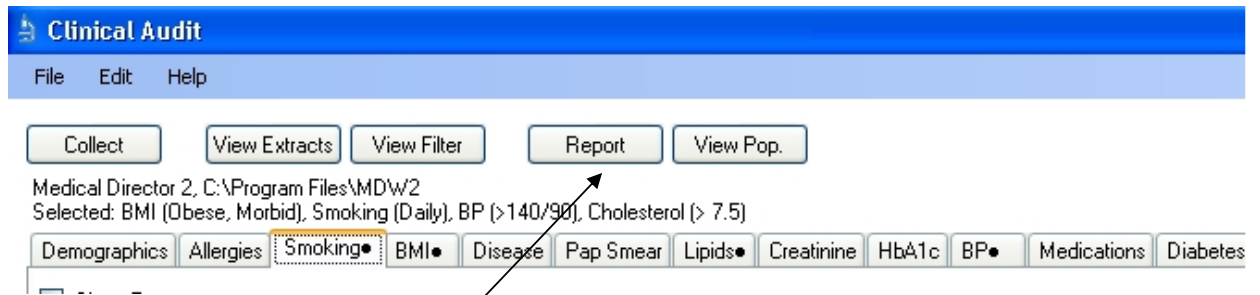 Clinical Audit
File Edit Help
Collect View Extracts View Filter Report View Pop.
Medical Director 2, C:\Program Files\MDW2
Selected: BMI (Obese, Morbid), Smoking (Daily), BP (>140/90), Cholesterol (> 7.5)
Demographics Allergies Smoking● BMI● Disease Pap Smear Lipids● Creatinine HbA1c BP● Medications Diabetes